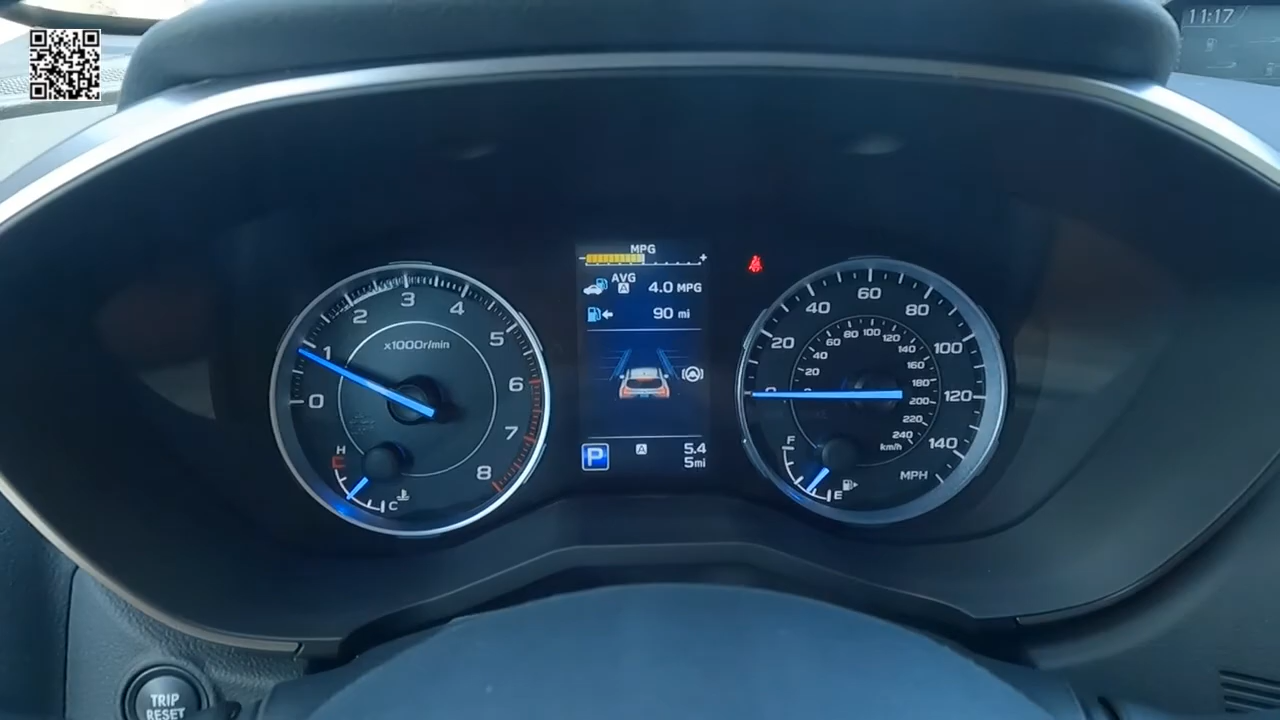 11:17
MPG
- +
AVG
A 4.0 MPG
90 mi
P A 5.4
5mi
0 1 2 3 4 5 6 7 8
x1000r/min
H
C
0 20 40 60 80 100 120 140
20 40 60 80 100 120 140 160 180 200 220 240
km/h
MPH
F
E
TRIP
RESET